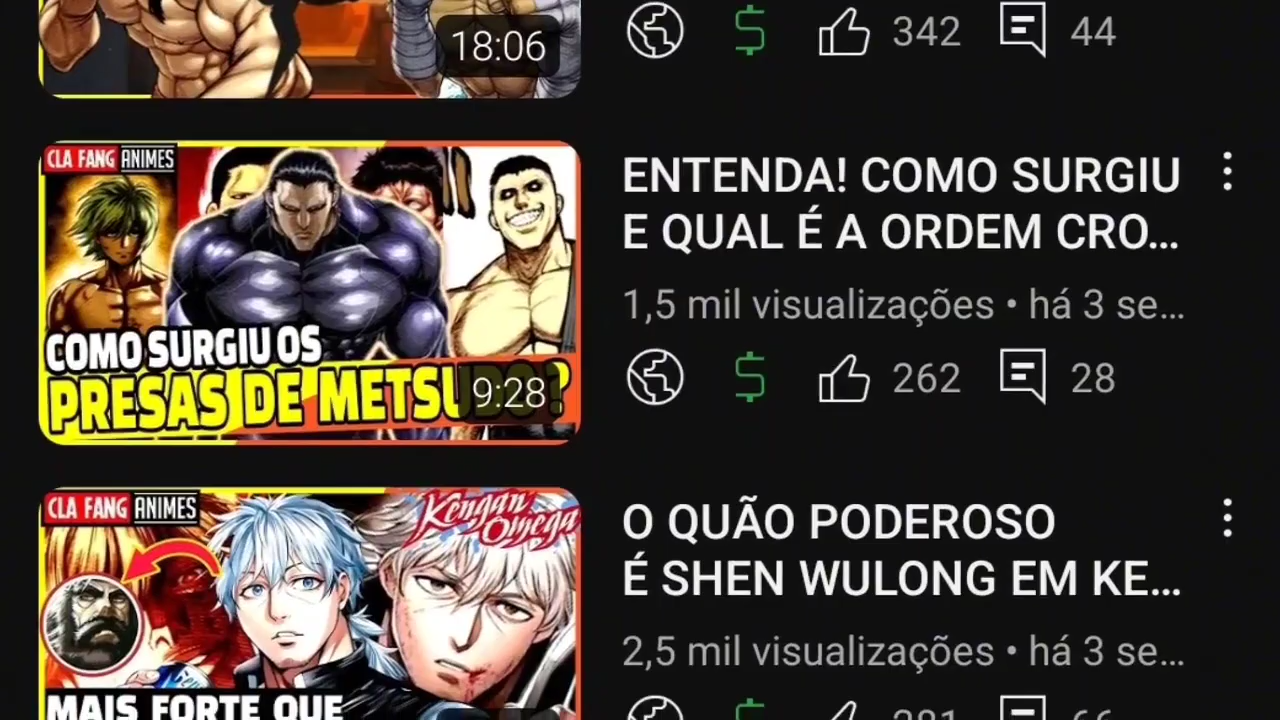 18:06
342
44
CLA FANG ANIMES
COMO SURGIU OS
PRESAS DE
9:28
ENTENDA! COMO SURGIU
E QUAL É A ORDEM CRO...
1,5 mil visualizações • há 3 se...
262
28
CLA FANG ANIMES
Kengan
Omega
MAIS FORTE QUE
O QUÃO PODEROSO
É SHEN WULONG EM KE...
2,5 mil visualizações • há 3 se...